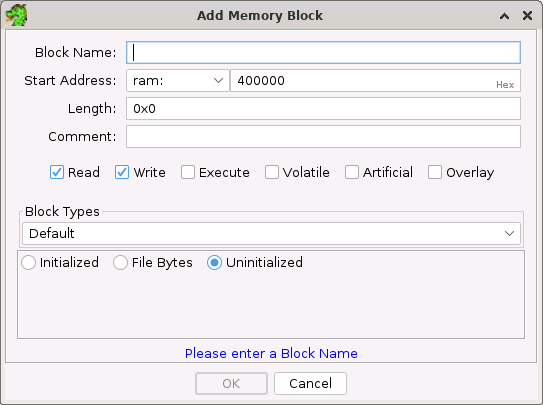 Add Memory Block
Block Name:
Start Address: ram: 400000 Hex
Length: 0x0
Comment:
Read Write Execute Volatile Artificial Overlay
Block Types
Default
Initialized File Bytes Uninitialized
Please enter a Block Name
OK Cancel